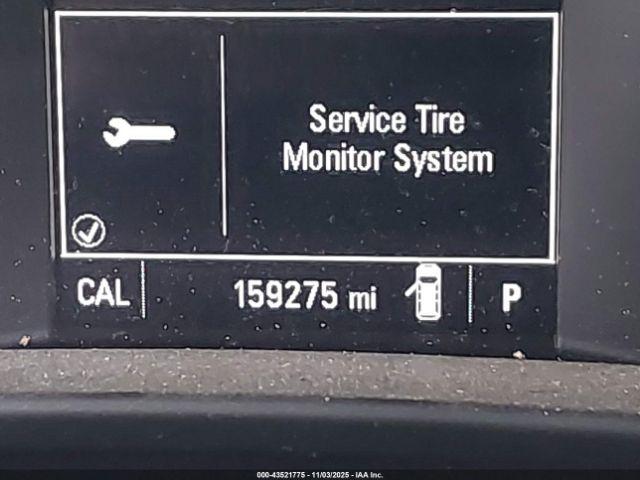 Service Tire
Monitor System
CAL 159275 mi P
000-43521775 - 11/03/2025 - IAA Inc.